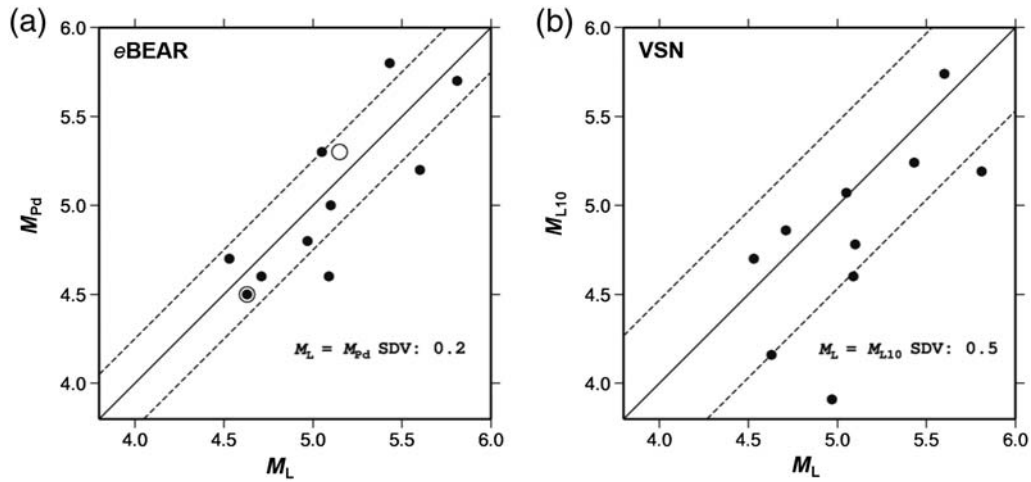 (a)
eBEAR
6.0
5.5
5.0
4.5
4.0
M_Pd
M_L = M_Pd SDV: 0.2
4.0 4.5 5.0 5.5 6.0
M_L
(b)
VSN
6.0
5.5
5.0
4.5
4.0
M_L10
M_L = M_L10 SDV: 0.5
4.0 4.5 5.0 5.5 6.0
M_L